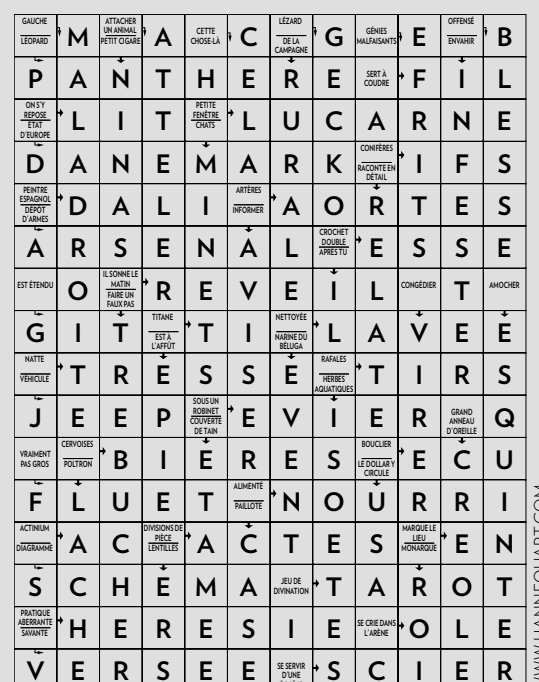 GAUCHE LÉOPARD M ATTACHER UN ANIMAL PETIT CIGARE A CETTE CHOSE-LÀ C LÉZARD DE LA CAMPAGNE G GÉNIES MALFAISANTS E OFFENSÉ ENVAHIR B
P A N T H E R E SERT À COUDRE F I L
ON S'Y REPOSE ÉTAT D'EUROPE L I T PETITE FENÊTRE CHATS L U C A R N E
D A N E M A R K CONIFÈRES RACONTE EN DÉTAIL I F S
PEINTRE ESPAGNOL DÉPÔT D'ARMES D A L I ARTÈRES INFORMER A O R T E S
A R S E N A L CROCHET DOUBLE APRÈS TU E S S E
EST ÉTENDU O IL SONNE LE MATIN FAIRE UN FAUX PAS R E V E I L CONGÉDIER T AMOCHER
G I T TITANE EST À L'AFFÛT T I NETTOYÉE NARINE DU BÉLUGA L A V E E
NATTE VÉHICULE T R E S S E RAFALES HERBES AQUATIQUES T I R S
J E E P SOUS UN ROBINET COUVERTE DE TAIN E V I E R GRAND ANNEAU D'OREILLE Q
VRAIMENT PAS GROS CERVOISES POLTRON B I E R E S BOUCLIER LE DOLLAR Y CIRCULE E C U
F L U E T ALIMENTÉ PAILLOTE N O U R R I
ACTINIUM DIAGRAMME A C DIVISIONS DE PIÈCE LENTILLES A C T E S MARQUE LE LIEU MONARQUE E N
S C H E M A JEU DE DIVINATION T A R O T
PRATIQUE ABERRANTE SAVANTE H E R E S I E SE CRIE DANS L'ARÈNE O L E
V E R S E E SE SERVIR D'UNE S C I E R
WWW.HANNEQUART.COM